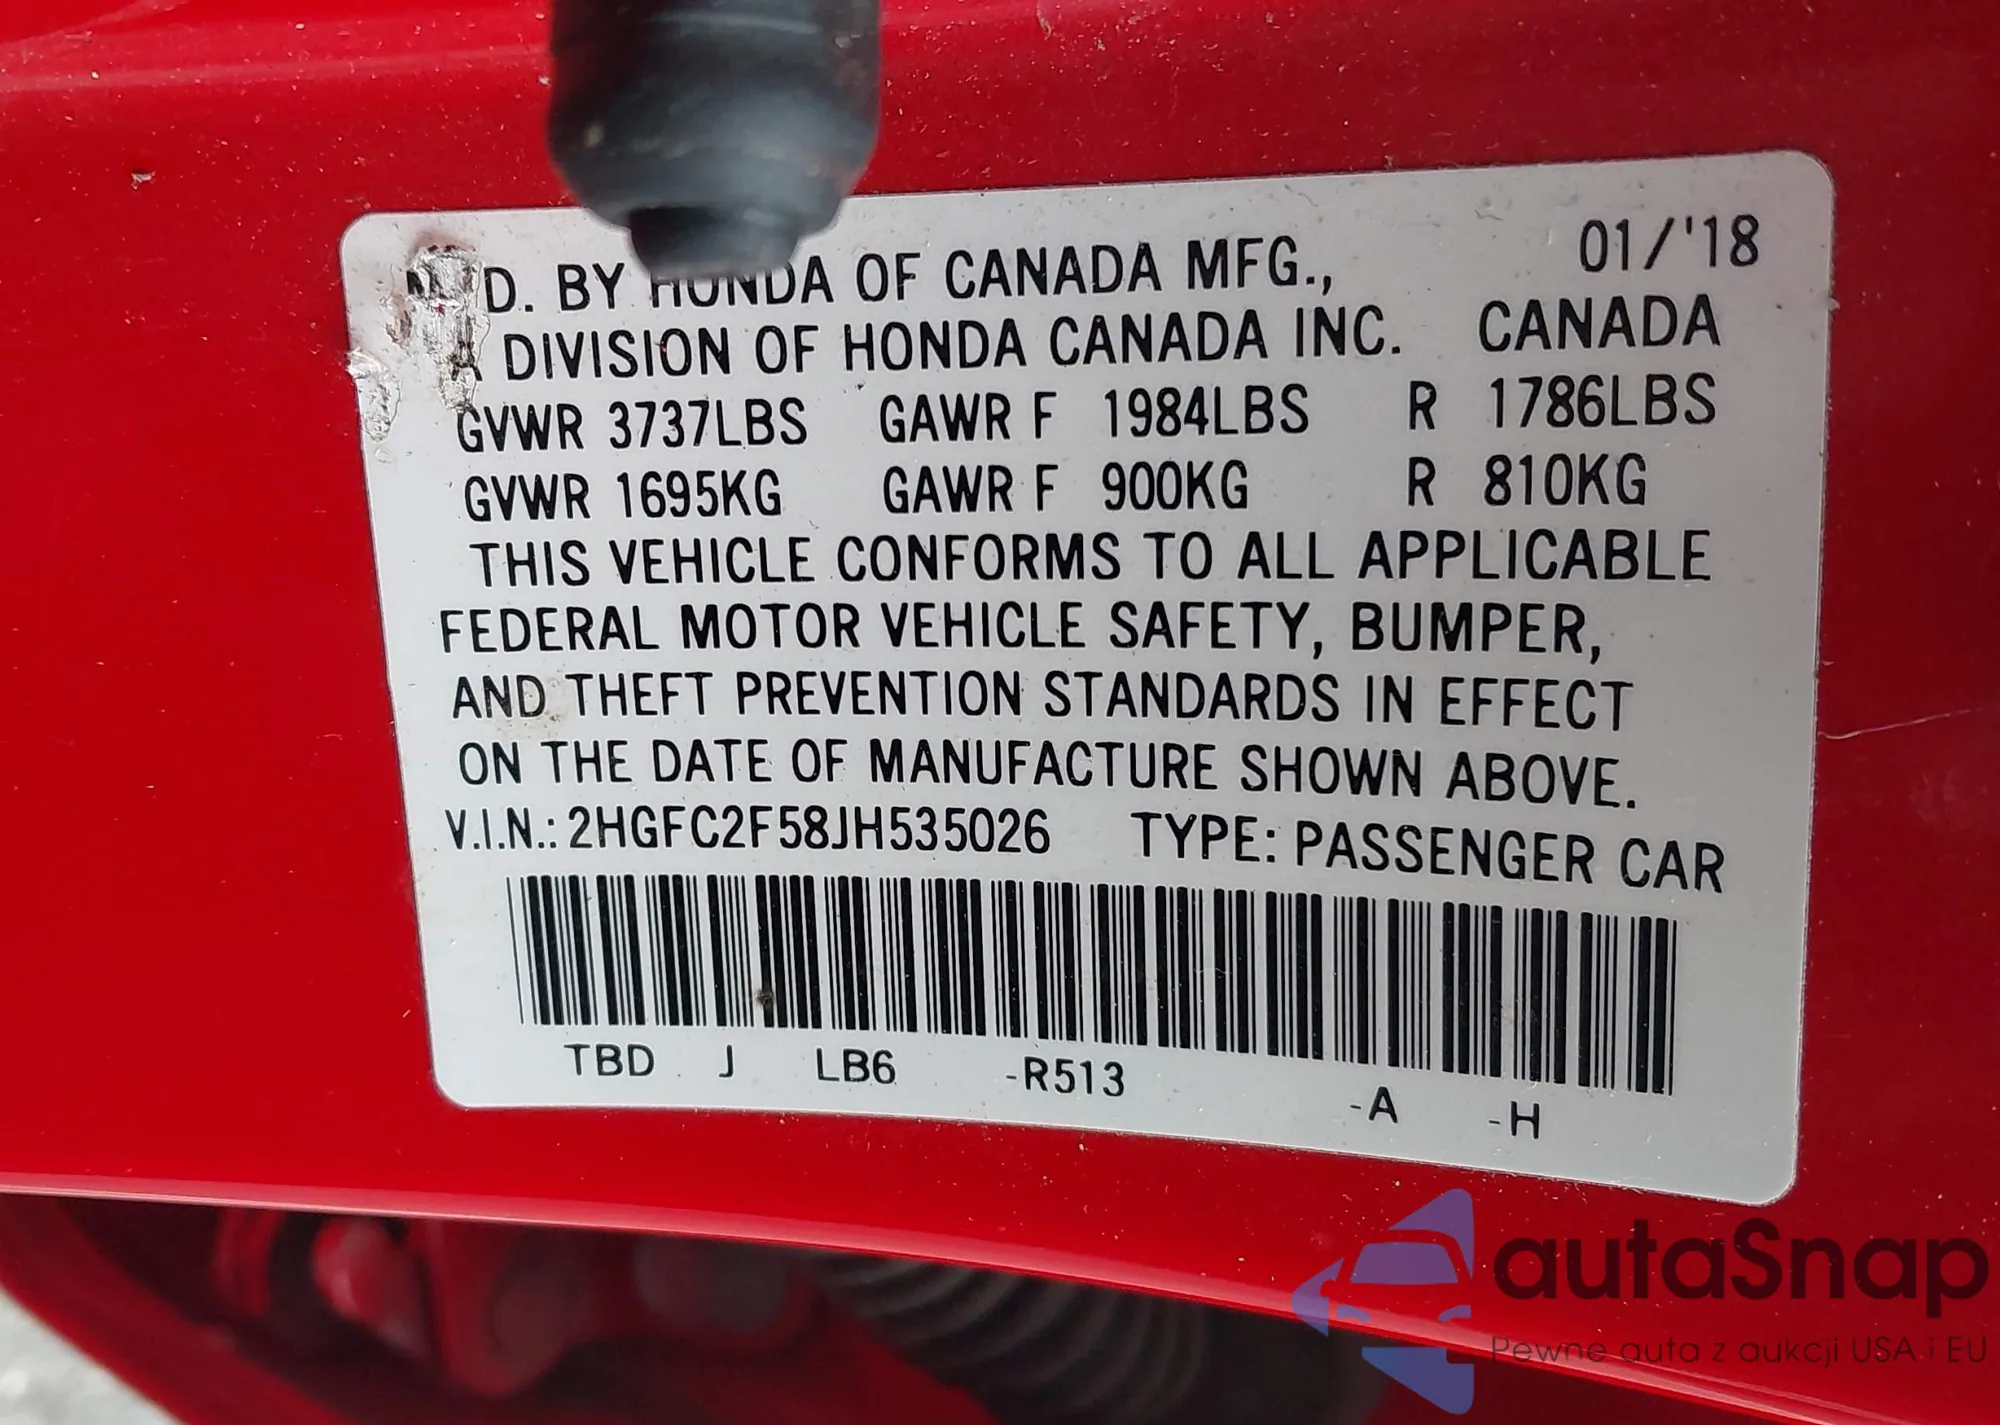 D. BY HONDA OF CANADA MFG., 01/'18
A DIVISION OF HONDA CANADA INC. CANADA
GVWR 3737LBS GAWR F 1984LBS R 1786LBS
GVWR 1695KG GAWR F 900KG R 810KG
THIS VEHICLE CONFORMS TO ALL APPLICABLE
FEDERAL MOTOR VEHICLE SAFETY, BUMPER,
AND THEFT PREVENTION STANDARDS IN EFFECT
ON THE DATE OF MANUFACTURE SHOWN ABOVE.
V.I.N.: 2HGFC2F58JH535026 TYPE: PASSENGER CAR
TBD J LB6 -R513 -A -H
autaSnap
Pewne auta z aukcji USA i EU